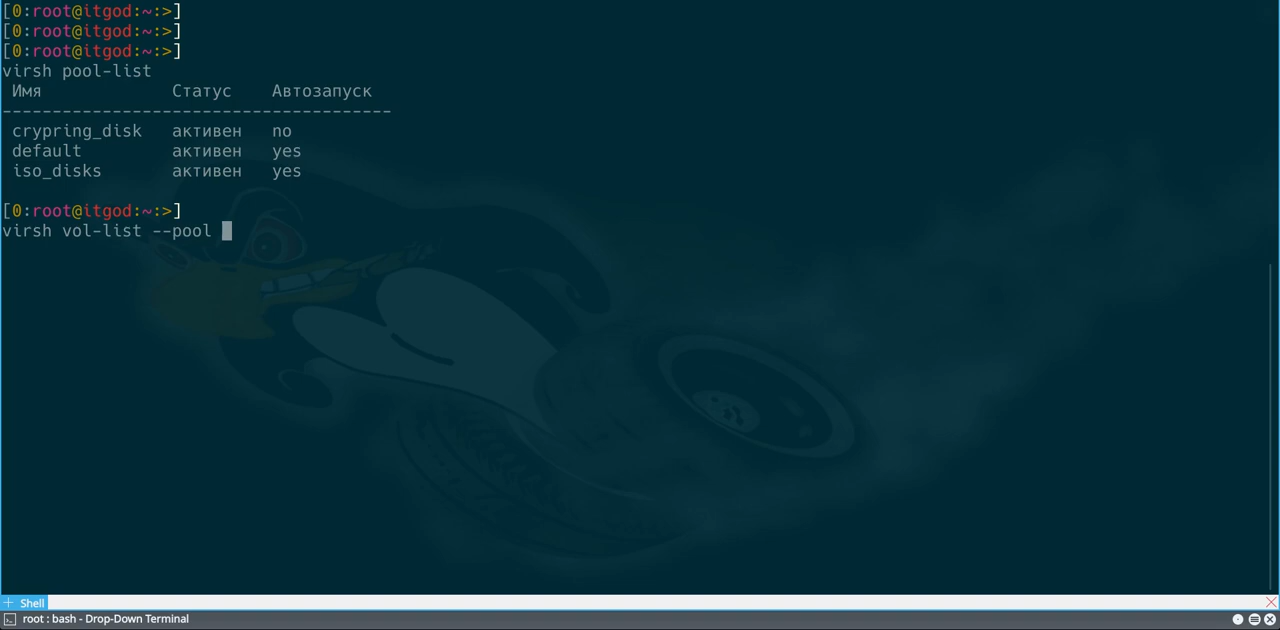 [0:root@itgod:~:>]
[0:root@itgod:~:>]
[0:root@itgod:~:>]
virsh pool-list
Имя Статус Автозапуск
---------------------------------------
crypring_disk активен no
default активен yes
iso_disks активен yes
[0:root@itgod:~:>]
virsh vol-list --pool
Shell
root : bash - Drop-Down Terminal